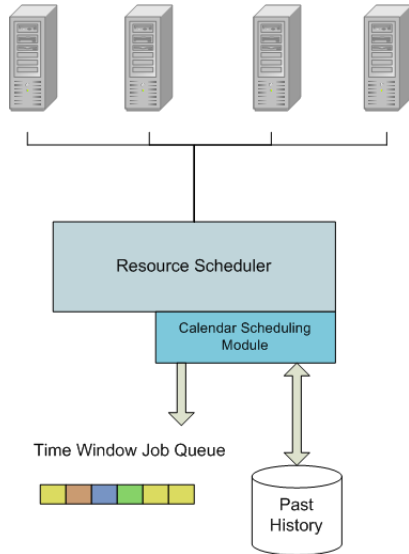 Resource Scheduler
Calendar Scheduling
Module
Time Window Job Queue
Past
History